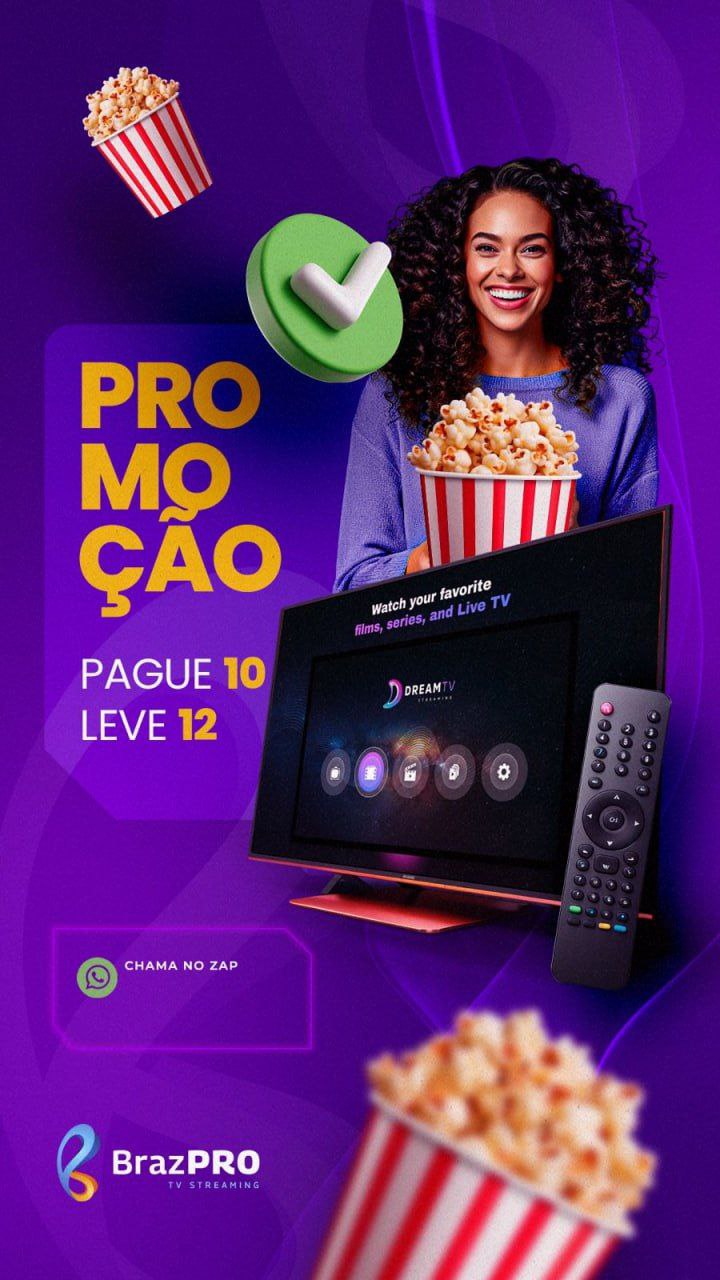 PRO
MO
ÇÃO
PAGUE 10
LEVE 12
Watch your favorite
films, series, and Live TV
DREAMTV
STREAMING
CHAMA NO ZAP
BrazPRO
TV STREAMING